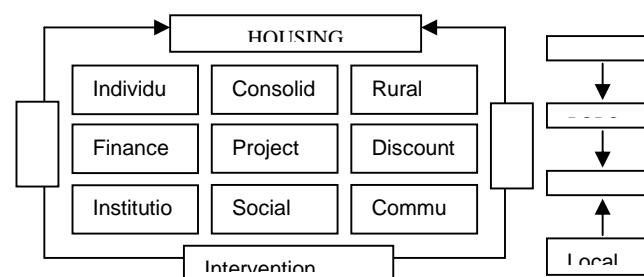 HOUSING
Individu Consolid Rural
Finance Project Discount
Institutio Social Commu
Intervention
Local